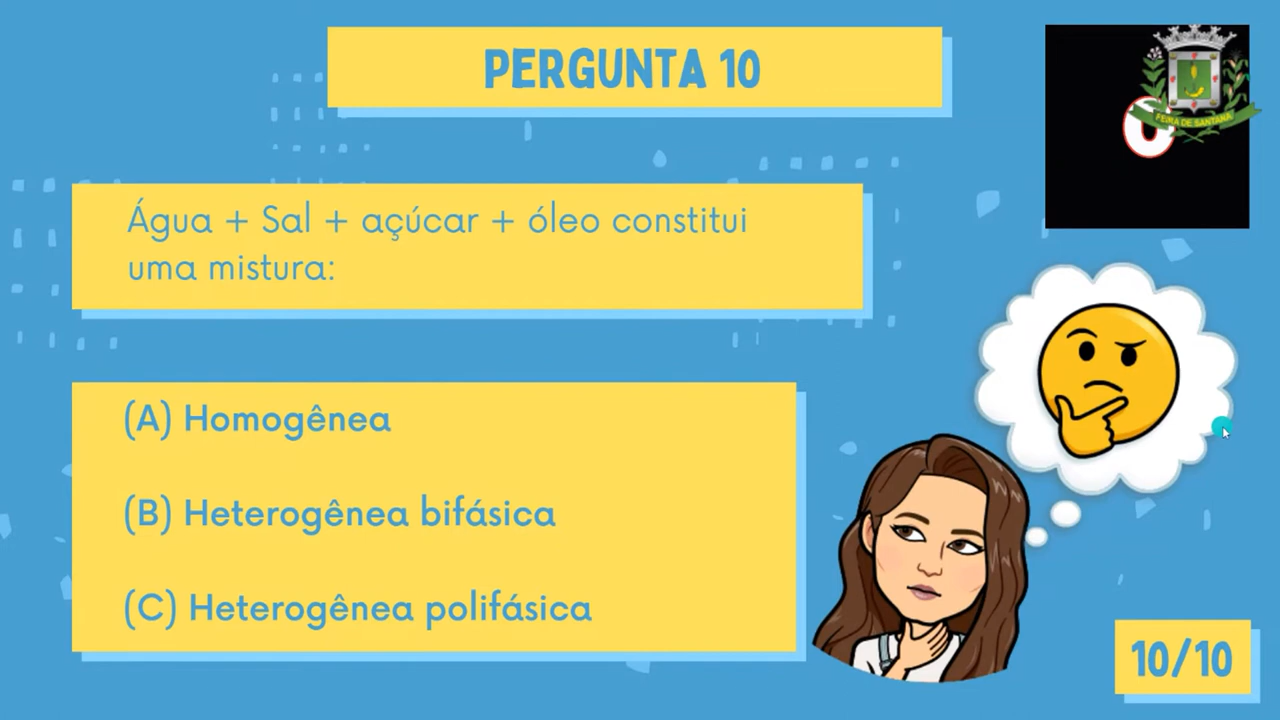 PERGUNTA 10
FEIRA DE SANTANA
0
Água + Sal + açúcar + óleo constitui
uma mistura:
(A) Homogênea
(B) Heterogênea bifásica
(C) Heterogênea polifásica
10/10